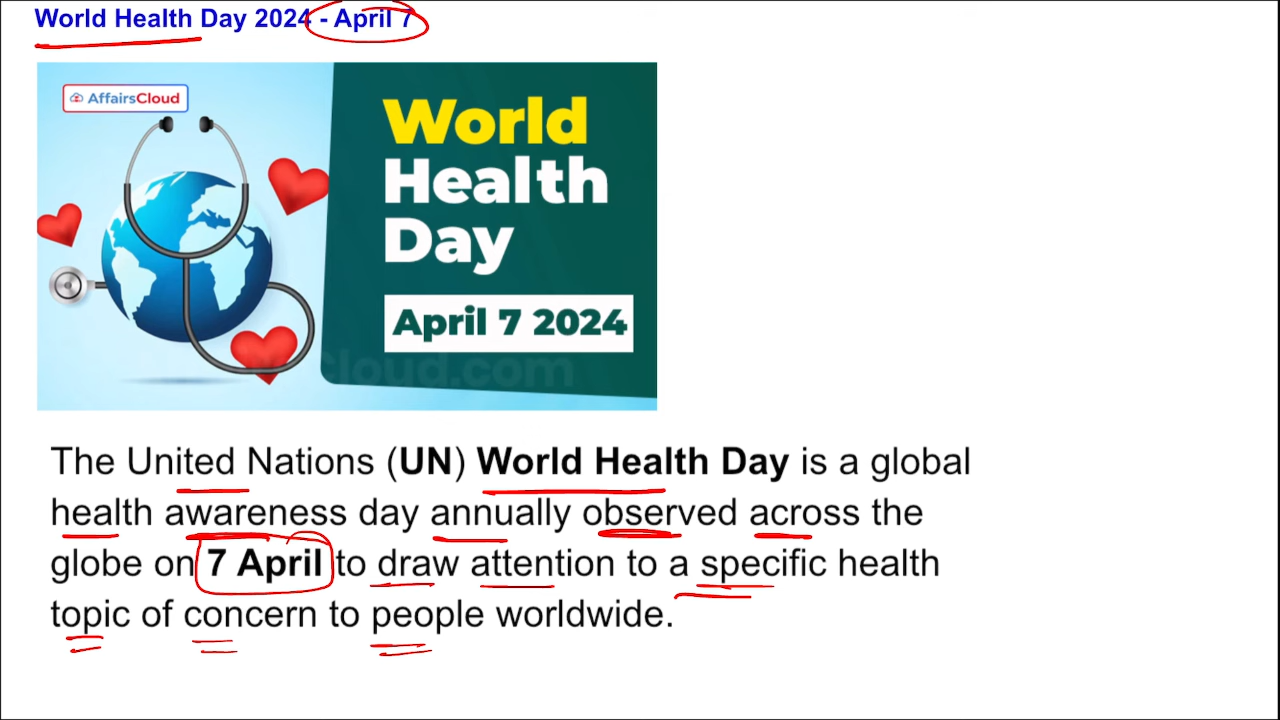 World Health Day 2024 - April 7
AffairsCloud
World
Health
Day
April 7 2024
Cloud.com
The United Nations (UN) World Health Day is a global
health awareness day annually observed across the
globe on 7 April to draw attention to a specific health
topic of concern to people worldwide.